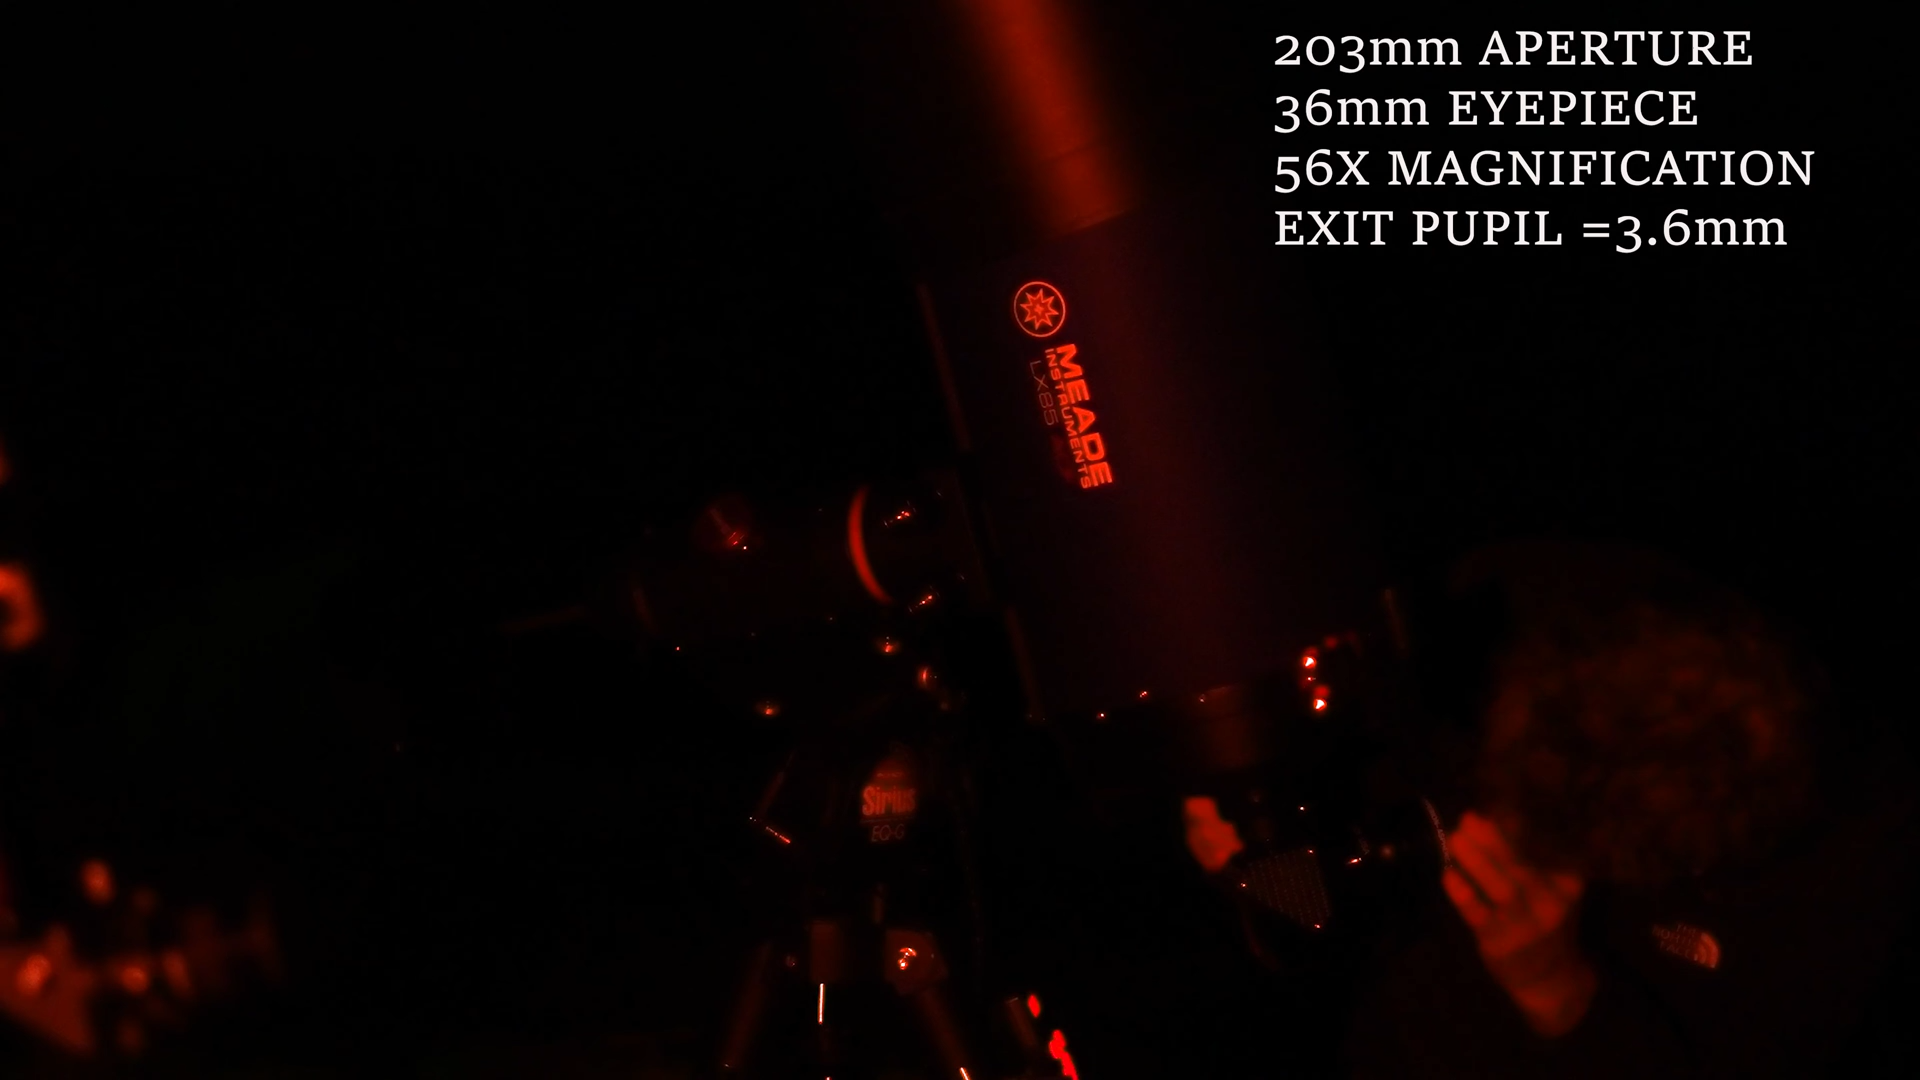 203mm APERTURE
36mm EYEPIECE
56X MAGNIFICATION
EXIT PUPIL =3.6mm
MEADE
INSTRUMENTS
LX85
Sirius
EQ-G